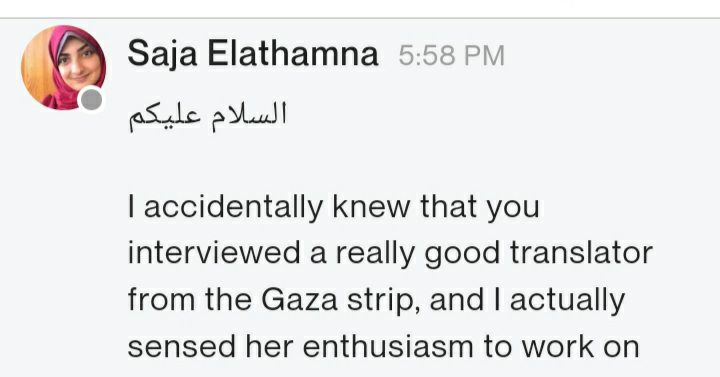 Saja Elathamna 5:58 PM
السلام عليكم
I accidentally knew that you
interviewed a really good translator
from the Gaza strip, and I actually
sensed her enthusiasm to work on